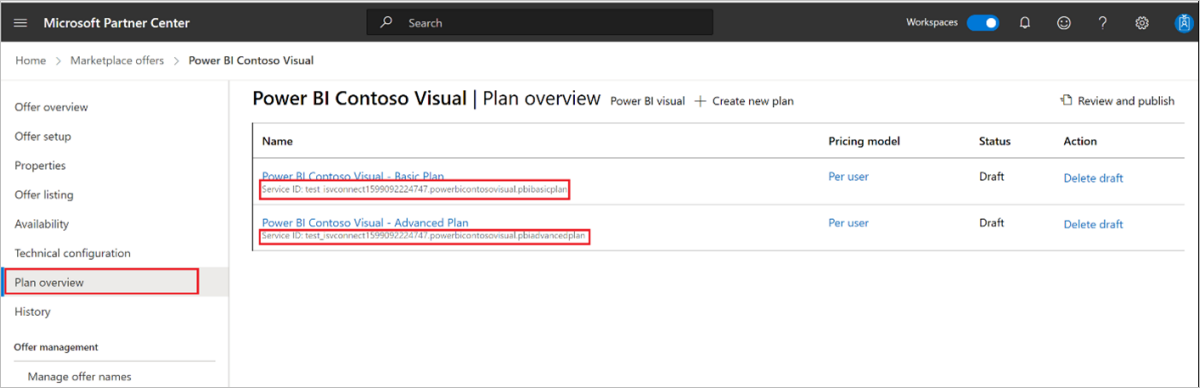 Microsoft Partner Center
Search
Workspaces
Home > Marketplace offers > Power BI Contoso Visual
Offer overview
Offer setup
Properties
Offer listing
Availability
Technical configuration
Plan overview
History
Offer management
Manage offer names
Power BI Contoso Visual | Plan overview Power BI visual + Create new plan Review and publish
Name Pricing model Status Action
Power BI Contoso Visual - Basic Plan Per user Draft Delete draft
Service ID: test_isvconnect1599092224747.powerbicontosovisual.pbibasicplan
Power BI Contoso Visual - Advanced Plan Per user Draft Delete draft
Service ID: test_isvconnect1599092224747.powerbicontosovisual.pbiadvancedplan